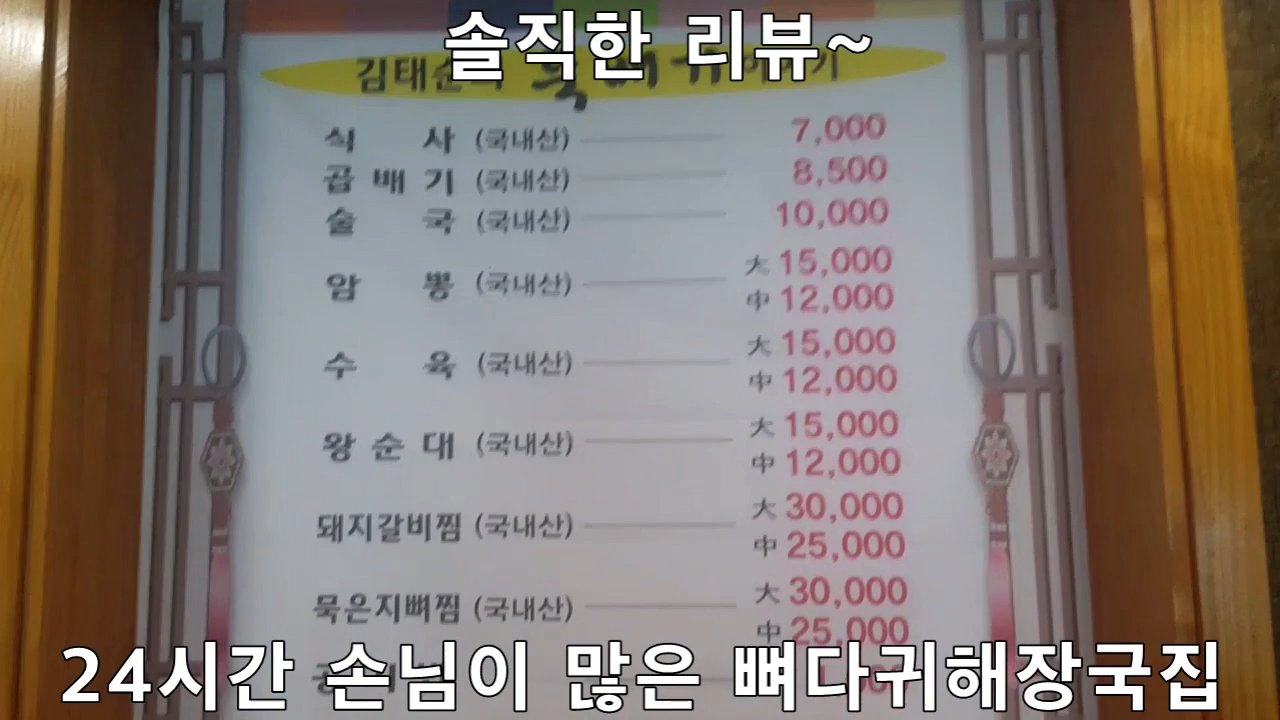 솔직한 리뷰~
김태순의
식 사 (국내산) 7,000
곱 배 기 (국내산) 8,500
술 국 (국내산) 10,000
암 뽕 (국내산) 大 15,000
中 12,000
수 육 (국내산) 大 15,000
中 12,000
왕 순 대 (국내산) 大 15,000
中 12,000
돼지갈비찜 (국내산) 大 30,000
中 25,000
묵은지뼈찜 (국내산) 大 30,000
中 25,000
24시간 손님이 많은 뼈다귀해장국집